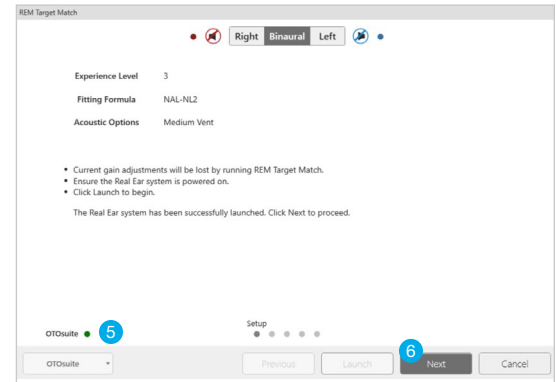 REM Target Match
Right Binaural Left
Experience Level 3
Fitting Formula NAL-NL2
Acoustic Options Medium Vent
• Current gain adjustments will be lost by running REM Target Match.
• Ensure the Real Ear system is powered on.
• Click Launch to begin.
The Real Ear system has been successfully launched. Click Next to proceed.
Setup
OTOsuite 5
6
OTOsuite Previous Launch Next Cancel